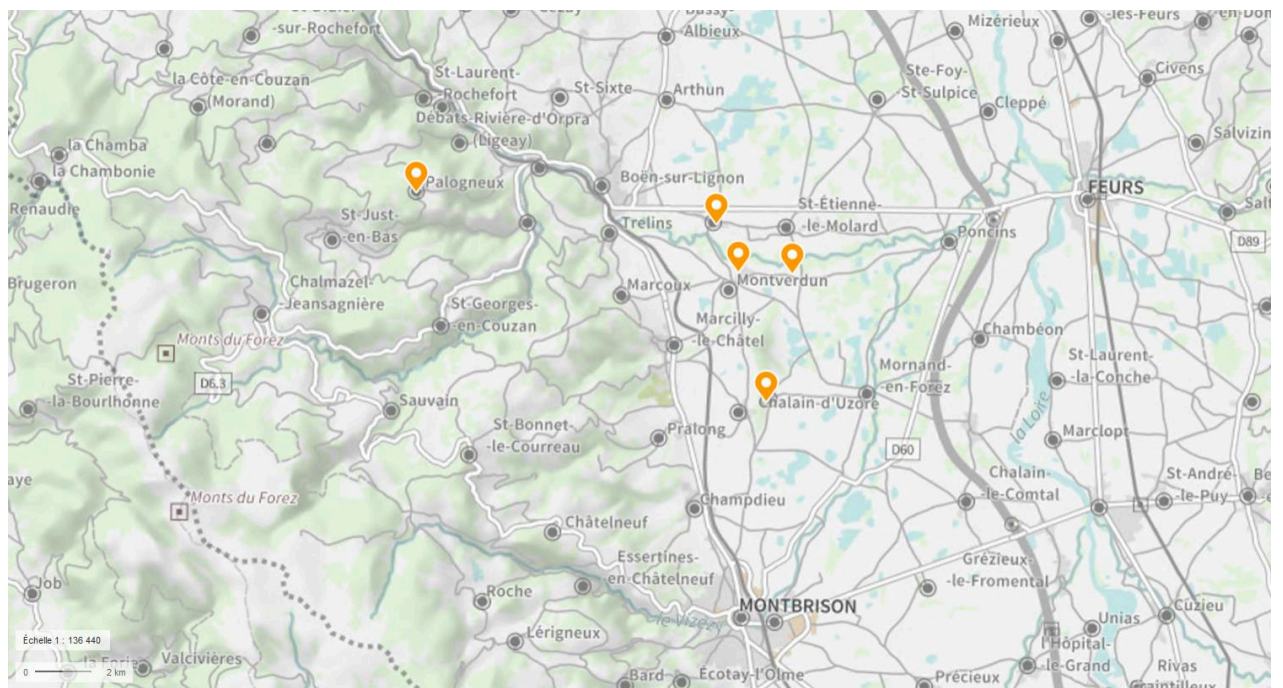 -sur-Rochefort
Albieux
Mizérieux
-les-Feurs
la Côte-en-Couzan
(Morand)
St-Laurent-
-Rochefort
St-Sixte
Arthun
Ste-Foy-
St-Sulpice
Civens
Cleppé
Débats-Rivière-d'Orpra
(Ligeay)
la Chamba
la Chambonie
Renaudie
Palogneux
Boën-sur-Lignon
FEURS
St-Just-
-en-Bas
Trelins
St-Étienne-
-le-Molard
Poncins
D89
Brugeron
Chalmazel-
-Jeansagnière
Marcoux
Montverdun
St-Georges-
-en-Couzan
Marcilly-
-le-Châtel
Chambéon
Monts du Forez
St-Laurent-
-la-Conche
Mornand-
-en-Forez
St-Pierre-
-la-Bourlhonne
D6.3
Sauvain
Chalain-d'Uzore
la Loire
St-Bonnet-
-le-Courreau
Pralong
Marclopt
D60
Chalain-
-le-Comtal
St-André-
-le-Puy
Monts du Forez
Champdieu
Châtelneuf
Essertines-
en-Châtelneuf
Grézieux-
-le-Fromental
Job
Roche
MONTBRISON
Cuzieu
Unias
Lérigneux
l'Hôpital-
-le-Grand
Échelle 1 : 136 440
Valcivières
Bard
Écotay-l'Olme
Précieux
Rivas
0 2 km